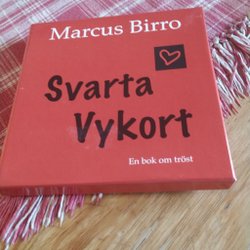 Marcus Birro
Svarta
Vykort
En bok om tröst